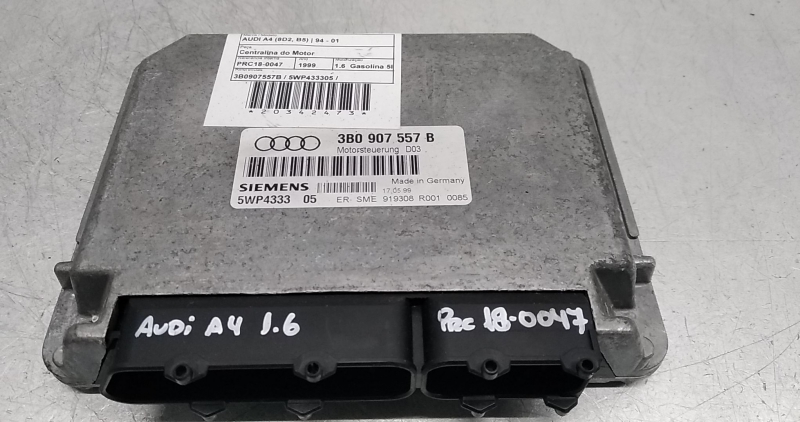 AUDI A4 (8D2, B5) | 94 - 01
Peça
Centralina do Motor
PRC18-0047 1999 1.6 Gasolina 5l
3B0907557B / 5WP433305 /
*20342473*
3B0 907 557 B
Motorsteuerung D03
Made in Germany
SIEMENS 17.05.99
5WP4333 05 ER- SME 919308 R001 0085
AUDi A4 1.6
PRC 18-0047